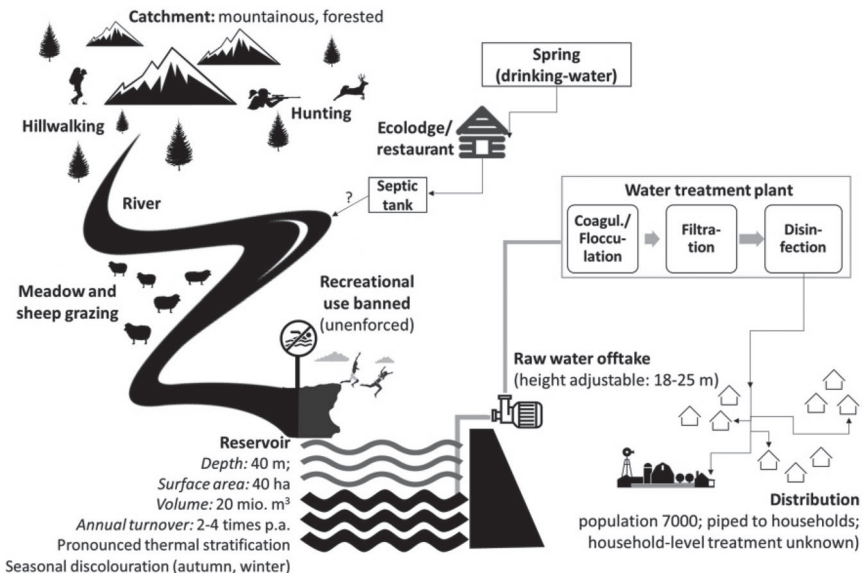 Catchment: mountainous, forested
Hillwalking
Hunting
Spring
(drinking-water)
Ecolodge/
restaurant
Septic
tank
?
River
Meadow and
sheep grazing
Recreational
use banned
(unenforced)
Water treatment plant
Coagul./
Floccu-
lation
Filtra-
tion
Disin-
fection
Raw water offtake
(height adjustable: 18-25 m)
Reservoir
Depth: 40 m;
Surface area: 40 ha
Volume: 20 mio. m³
Annual turnover: 2-4 times p.a.
Pronounced thermal stratification
Seasonal discolouration (autumn, winter)
Distribution
population 7000; piped to households;
household-level treatment unknown)